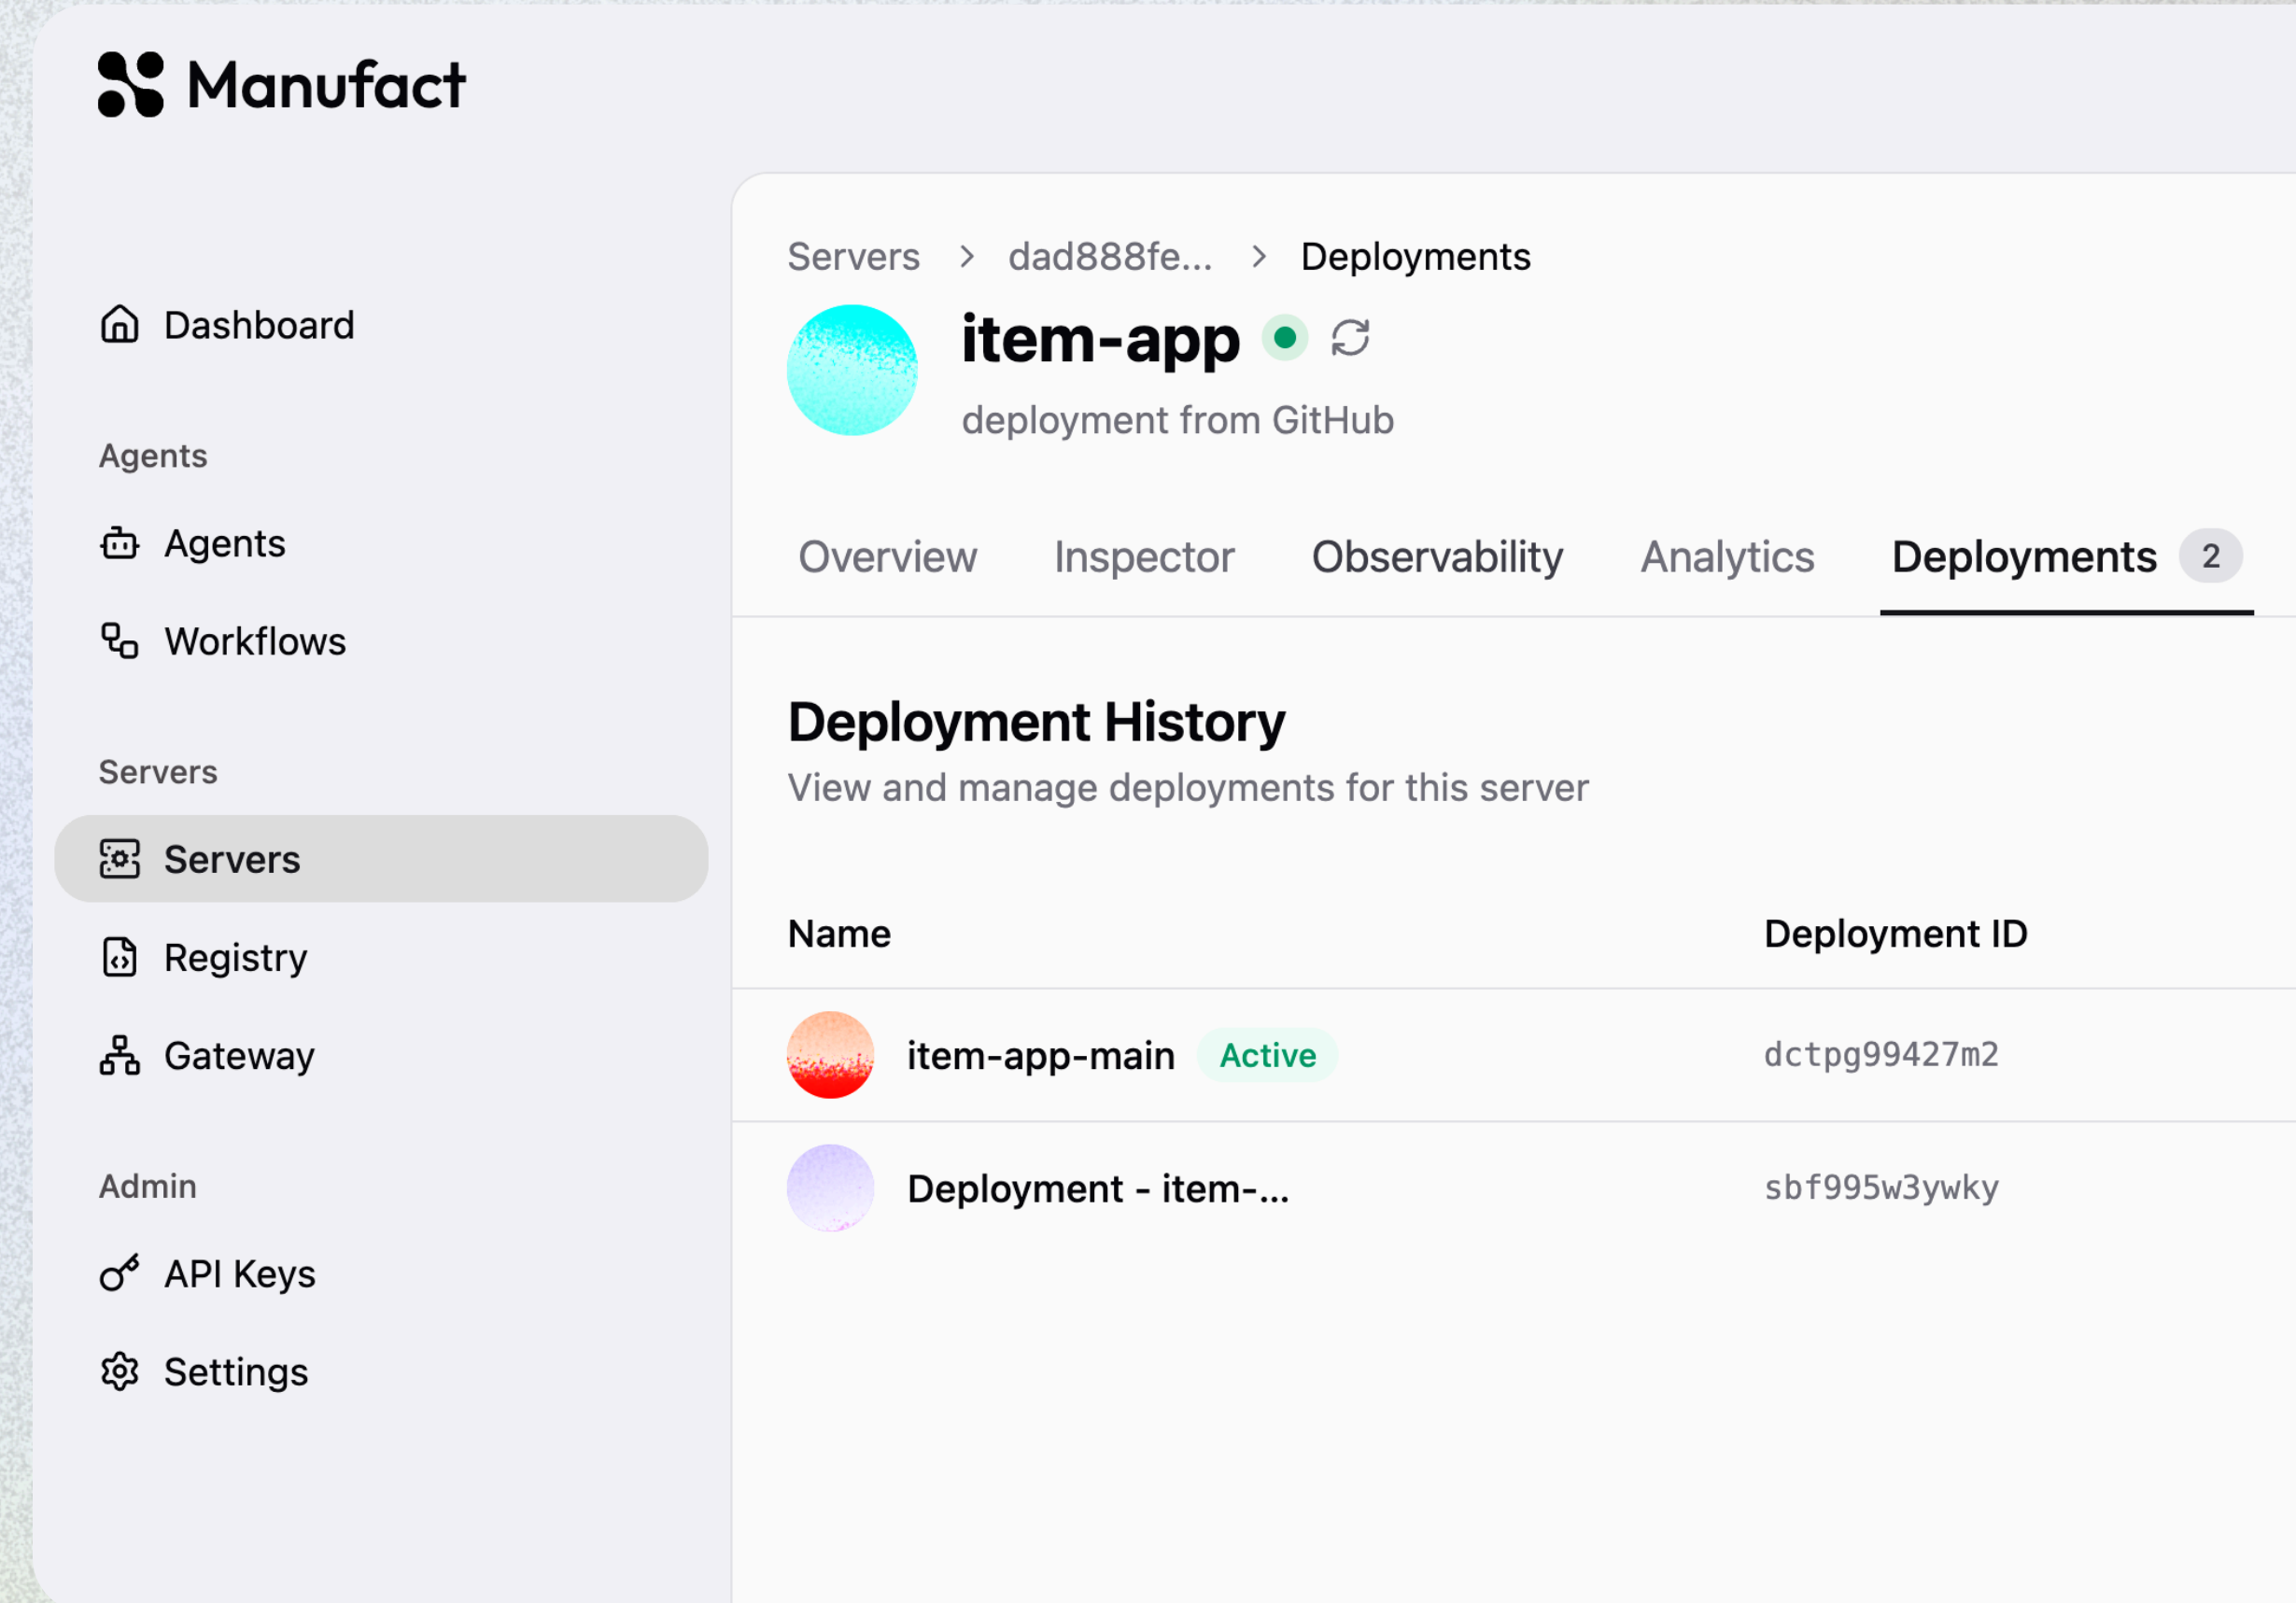 Manufact
Dashboard
Agents
Agents
Workflows
Servers
Servers
Registry
Gateway
Admin
API Keys
Settings
Servers > dad888fe... > Deployments
item-app
deployment from GitHub
Overview Inspector Observability Analytics Deployments 2
Deployment History
View and manage deployments for this server
Name Deployment ID
item-app-main Active dctpg99427m2
Deployment - item-... sbf995w3ywky